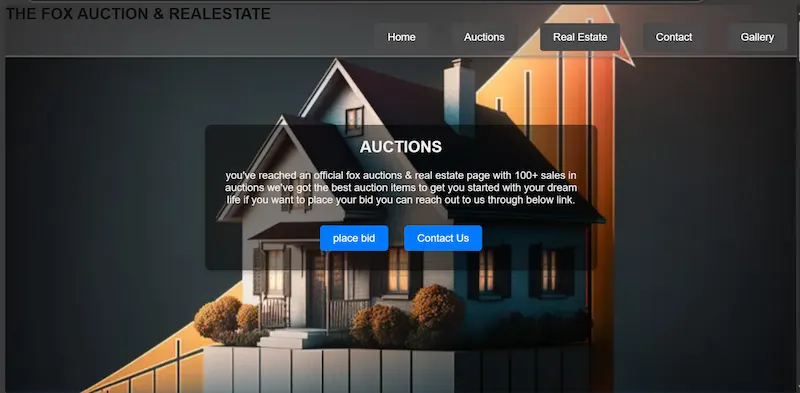 THE FOX AUCTION & REALESTATE
Home
Auctions
Real Estate
Contact
Gallery
AUCTIONS
you've reached an official fox auctions & real estate page with 100+ sales in
auctions we've got the best auction items to get you started with your dream
life if you want to place your bid you can reach out to us through below link.
place bid
Contact Us